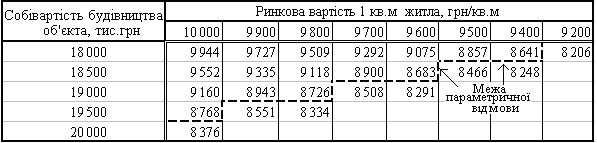 Собівартість будівництва об'єкта, тис.грн
Ринкова вартість 1 кв.м житла, грн/кв.м
10 000 9 900 9 800 9 700 9 600 9 500 9 400 9 200
18 000 9 944 9 727 9 509 9 292 9 075 8 857 8 641 8 206
18 500 9 552 9 335 9 118 8 900 8 683 8 466 8 248
19 000 9 160 8 943 8 726 8 508 8 291
19 500 8 768 8 551 8 334
20 000 8 376
Межа
параметричної
відмови